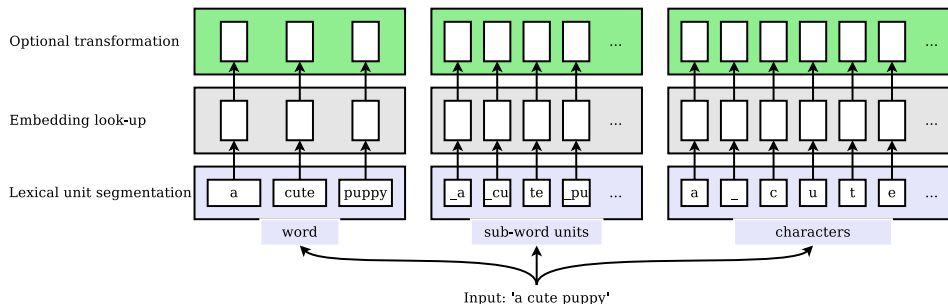 Optional transformation ...  ...
Embedding look-up ... ...
Lexical unit segmentation a cute puppy _a _cu te _pu ... a _ c u t e ...
word sub-word units characters
Input: 'a cute puppy'